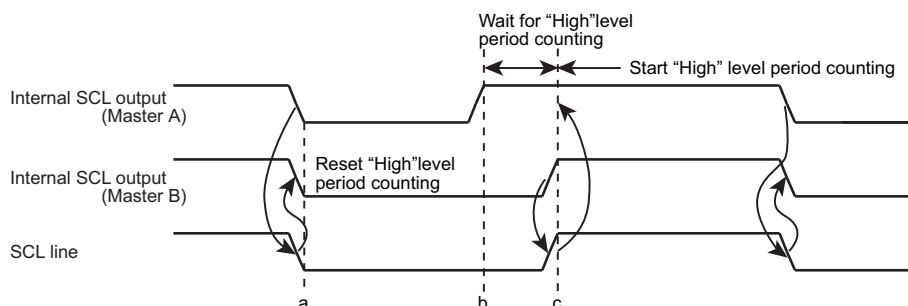 Wait for “High”level
period counting
Start “High” level period counting
Internal SCL output
(Master A)
Reset “High”level
period counting
Internal SCL output
(Master B)
SCL line
a b c